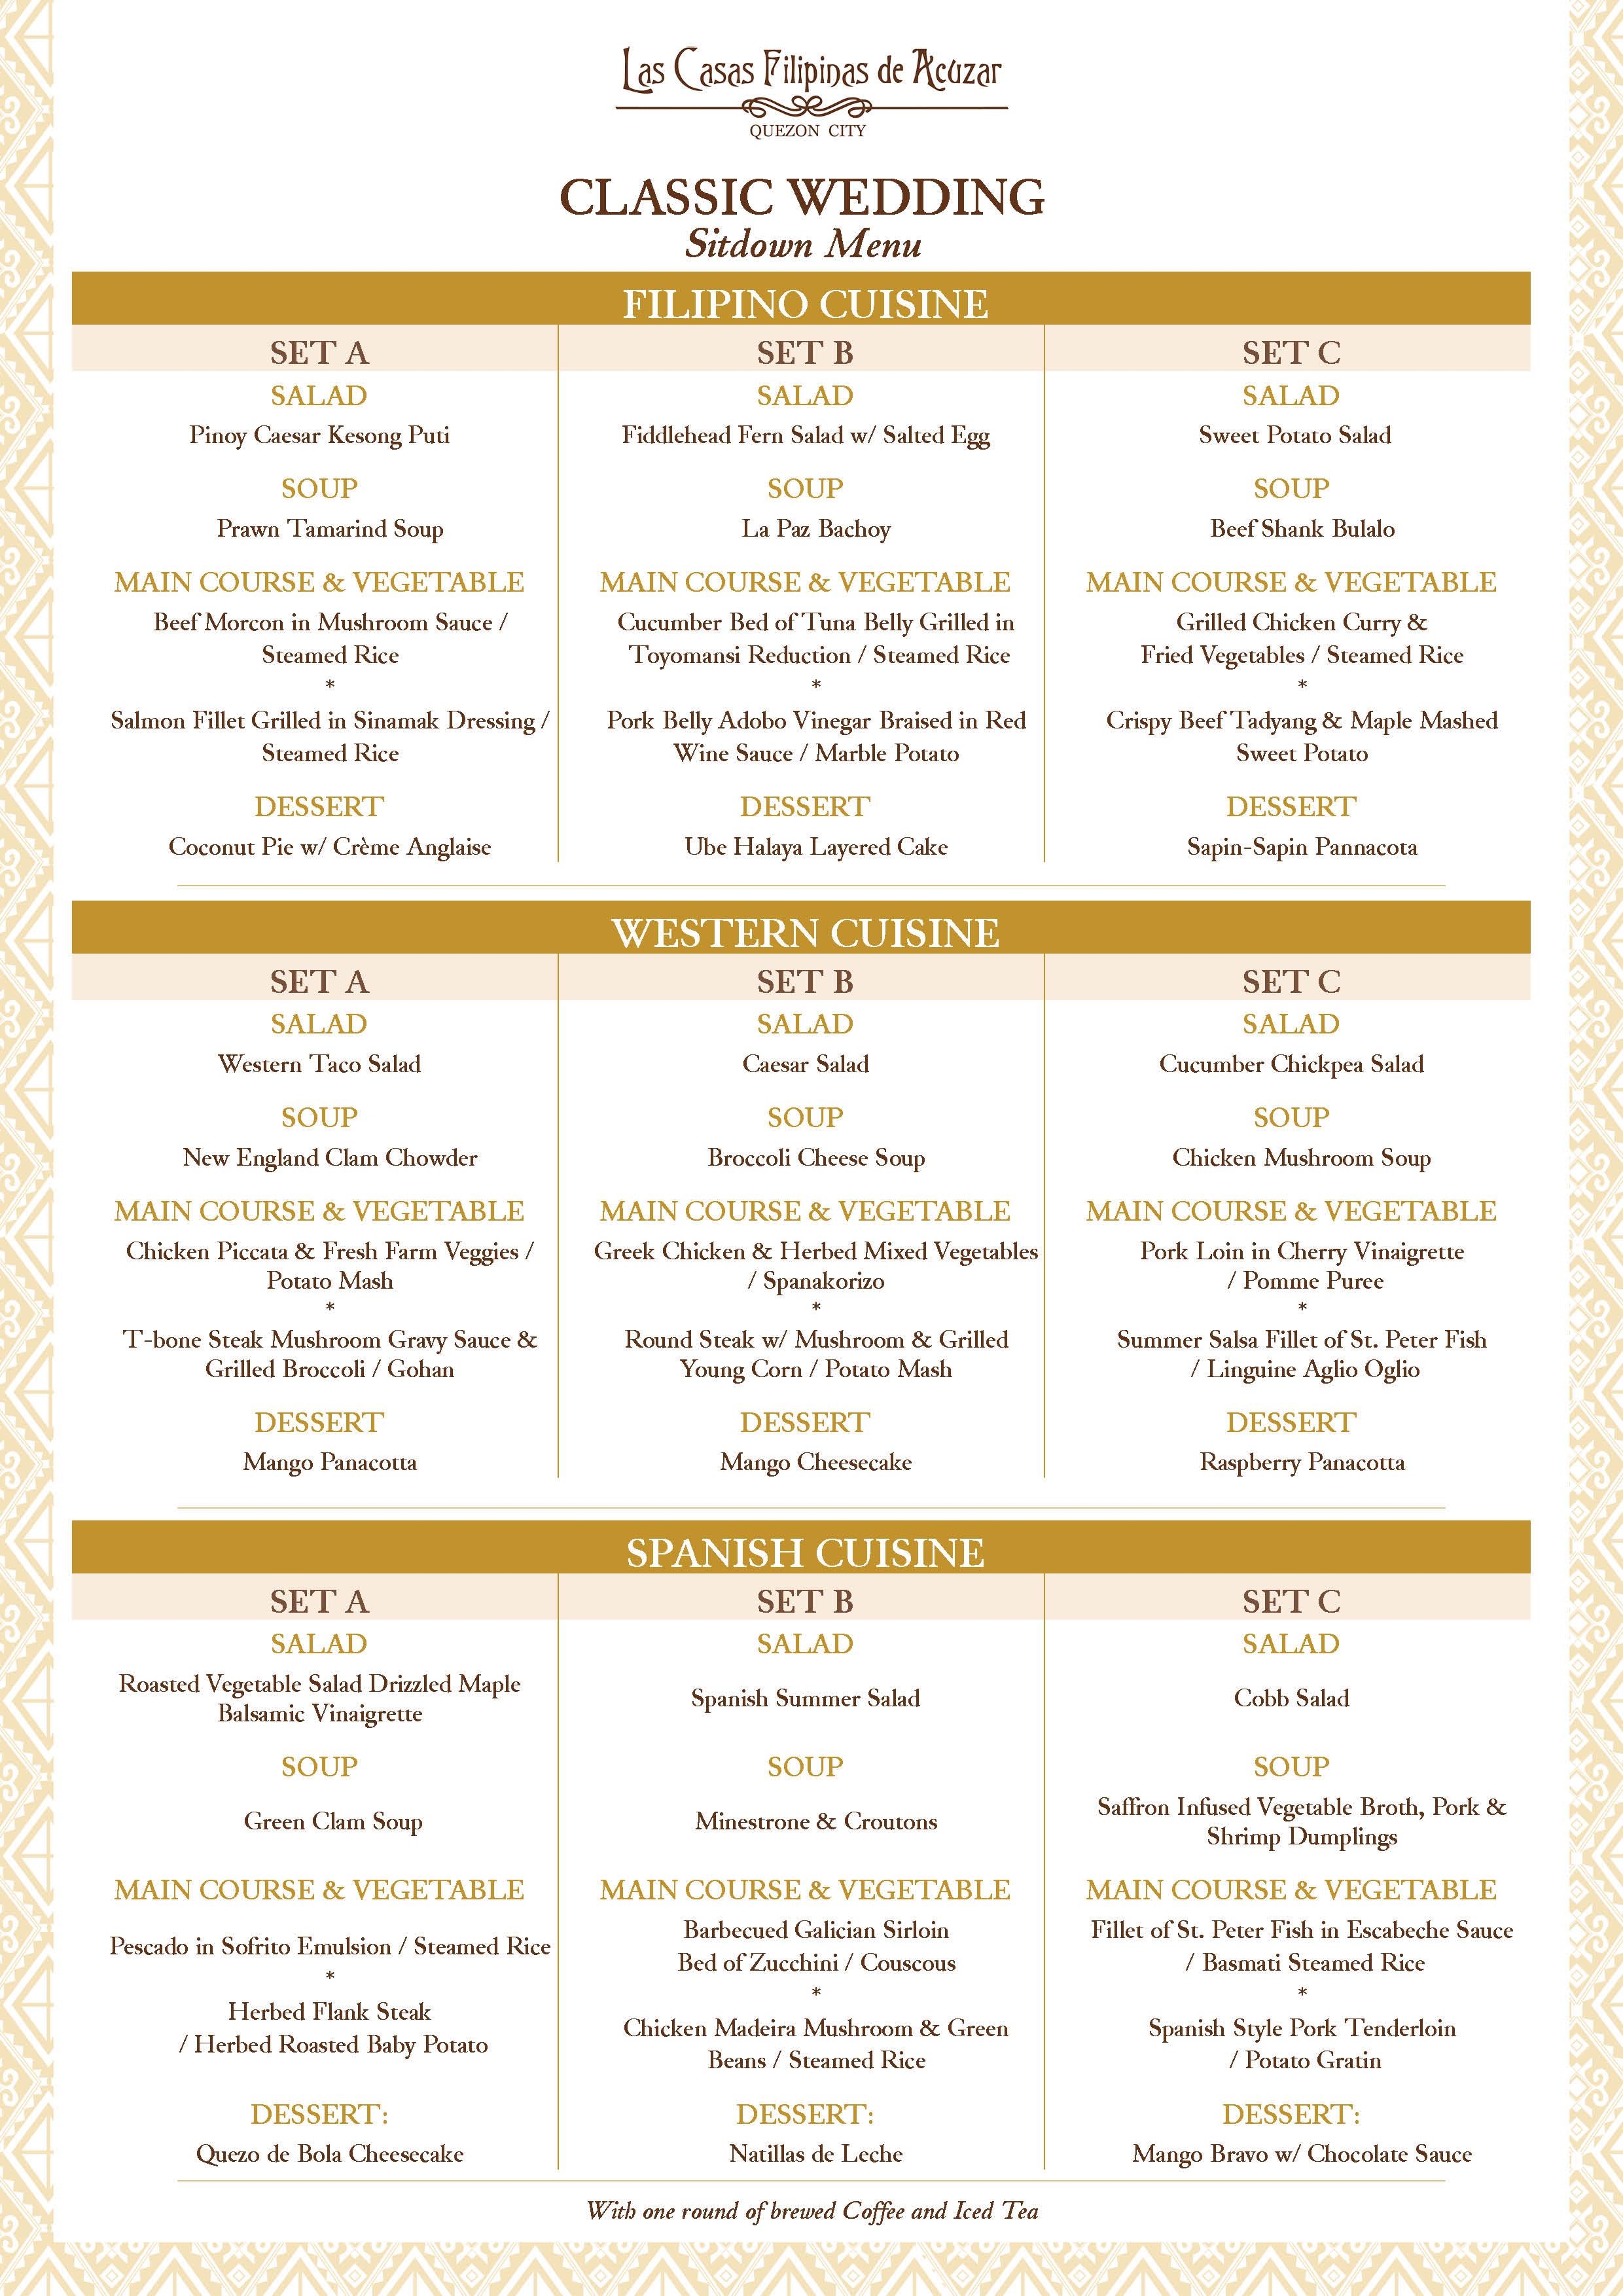 Las Casas Filipinas de Acuzar
QUEZON CITY
CLASSIC WEDDING
Sitdown Menu
FILIPINO CUISINE
SET A
SALAD
Pinoy Caesar Kesong Puti
SOUP
Prawn Tamarind Soup
MAIN COURSE & VEGETABLE
Beef Morcon in Mushroom Sauce /
Steamed Rice
*
Salmon Fillet Grilled in Sinamak Dressing /
Steamed Rice
DESSERT
Coconut Pie w/ Crème Anglaise
SET B
SALAD
Fiddlehead Fern Salad w/ Salted Egg
SOUP
La Paz Bachoy
MAIN COURSE & VEGETABLE
Cucumber Bed of Tuna Belly Grilled in
Toyomansi Reduction / Steamed Rice
*
Pork Belly Adobo Vinegar Braised in Red
Wine Sauce / Marble Potato
DESSERT
Ube Halaya Layered Cake
SET C
SALAD
Sweet Potato Salad
SOUP
Beef Shank Bulalo
MAIN COURSE & VEGETABLE
Grilled Chicken Curry &
Fried Vegetables / Steamed Rice
*
Crispy Beef Tadyang & Maple Mashed
Sweet Potato
DESSERT
Sapin-Sapin Pannacota
WESTERN CUISINE
SET A
SALAD
Western Taco Salad
SOUP
New England Clam Chowder
MAIN COURSE & VEGETABLE
Chicken Piccata & Fresh Farm Veggies /
Potato Mash
*
T-bone Steak Mushroom Gravy Sauce &
Grilled Broccoli / Gohan
DESSERT
Mango Panacotta
SET B
SALAD
Caesar Salad
SOUP
Broccoli Cheese Soup
MAIN COURSE & VEGETABLE
Greek Chicken & Herbed Mixed Vegetables
/ Spanakorizo
*
Round Steak w/ Mushroom & Grilled
Young Corn / Potato Mash
DESSERT
Mango Cheesecake
SET C
SALAD
Cucumber Chickpea Salad
SOUP
Chicken Mushroom Soup
MAIN COURSE & VEGETABLE
Pork Loin in Cherry Vinaigrette
/ Pomme Puree
*
Summer Salsa Fillet of St. Peter Fish
/ Linguine Aglio Oglio
DESSERT
Raspberry Panacotta
SPANISH CUISINE
SET A
SALAD
Roasted Vegetable Salad Drizzled Maple
Balsamic Vinaigrette
SOUP
Green Clam Soup
MAIN COURSE & VEGETABLE
Pescado in Sofrito Emulsion / Steamed Rice
*
Herbed Flank Steak
/ Herbed Roasted Baby Potato
DESSERT:
Quezo de Bola Cheesecake
SET B
SALAD
Spanish Summer Salad
SOUP
Minestrone & Croutons
MAIN COURSE & VEGETABLE
Barbecued Galician Sirloin
Bed of Zucchini / Couscous
*
Chicken Madeira Mushroom & Green
Beans / Steamed Rice
DESSERT:
Natillas de Leche
SET C
SALAD
Cobb Salad
SOUP
Saffron Infused Vegetable Broth, Pork &
Shrimp Dumplings
MAIN COURSE & VEGETABLE
Fillet of St. Peter Fish in Escabeche Sauce
/ Basmati Steamed Rice
*
Spanish Style Pork Tenderloin
/ Potato Gratin
DESSERT:
Mango Bravo w/ Chocolate Sauce
With one round of brewed Coffee and Iced Tea